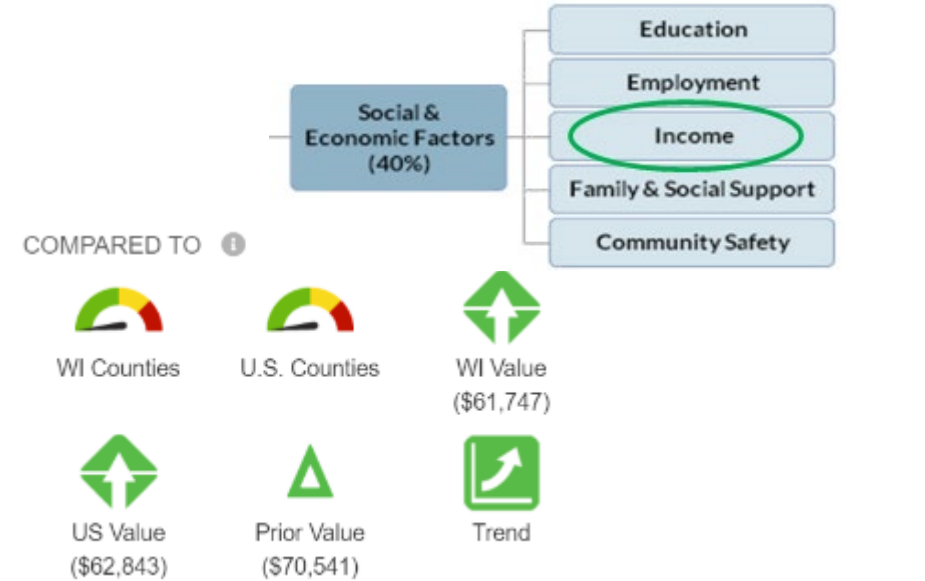 Education
Employment
Social &
Economic Factors
(40%)
Income
Family & Social Support
Community Safety
COMPARED TO i
WI Counties
U.S. Counties
WI Value
($61,747)
US Value
($62,843)
Prior Value
($70,541)
Trend